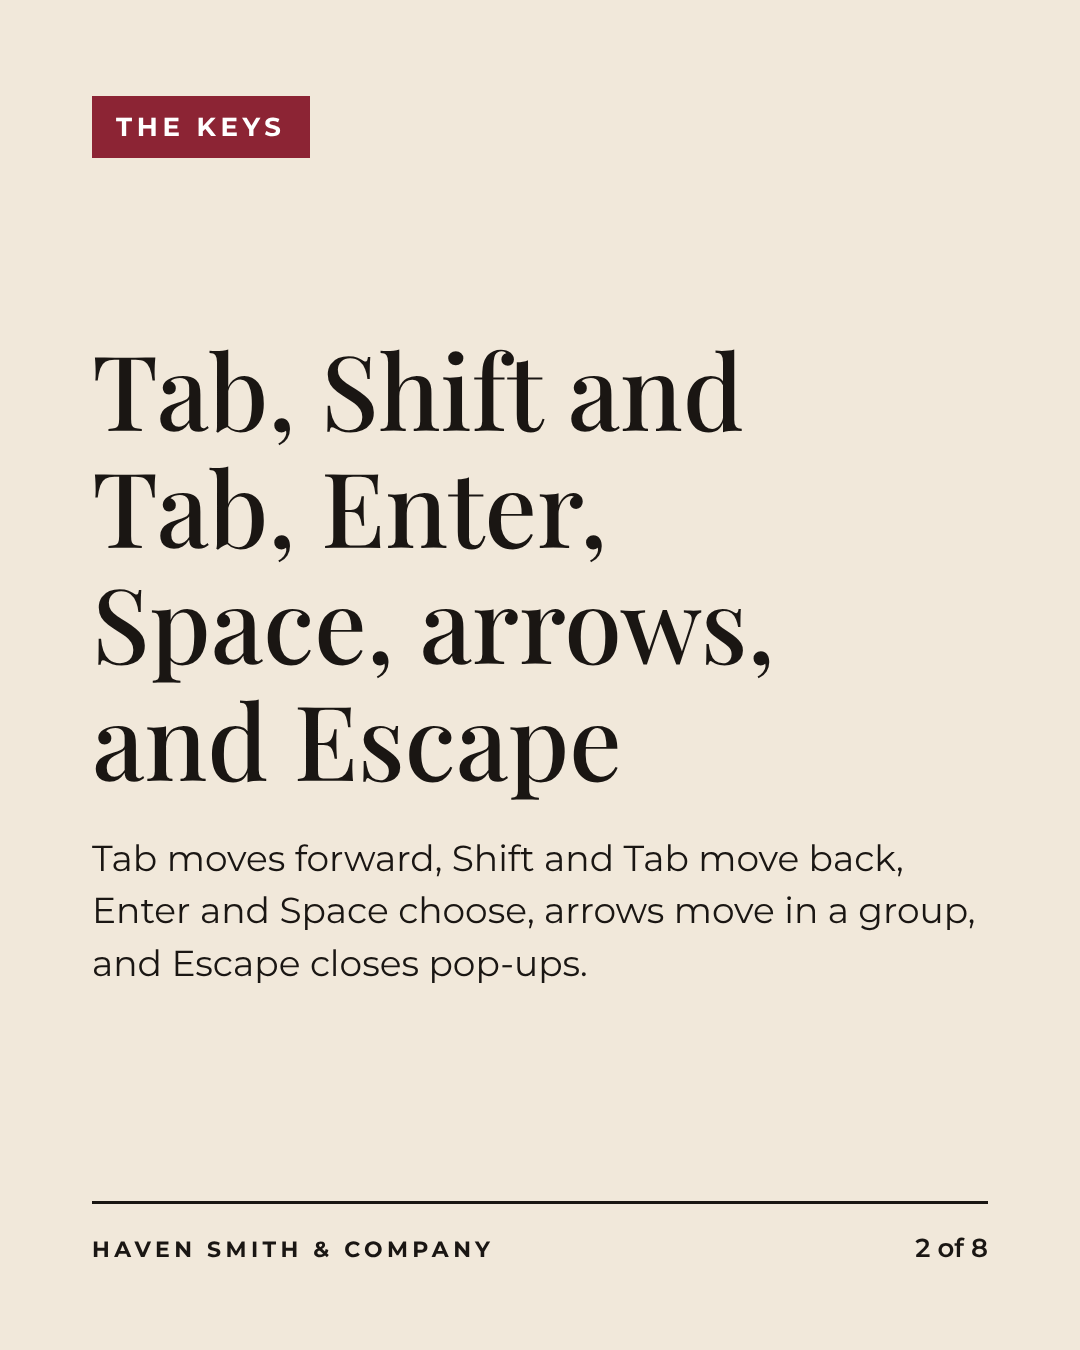 THE KEYS
Tab, Shift and
Tab, Enter,
Space, arrows,
and Escape
Tab moves forward, Shift and Tab move back,
Enter and Space choose, arrows move in a group,
and Escape closes pop-ups.
HAVEN SMITH & COMPANY
2 of 8